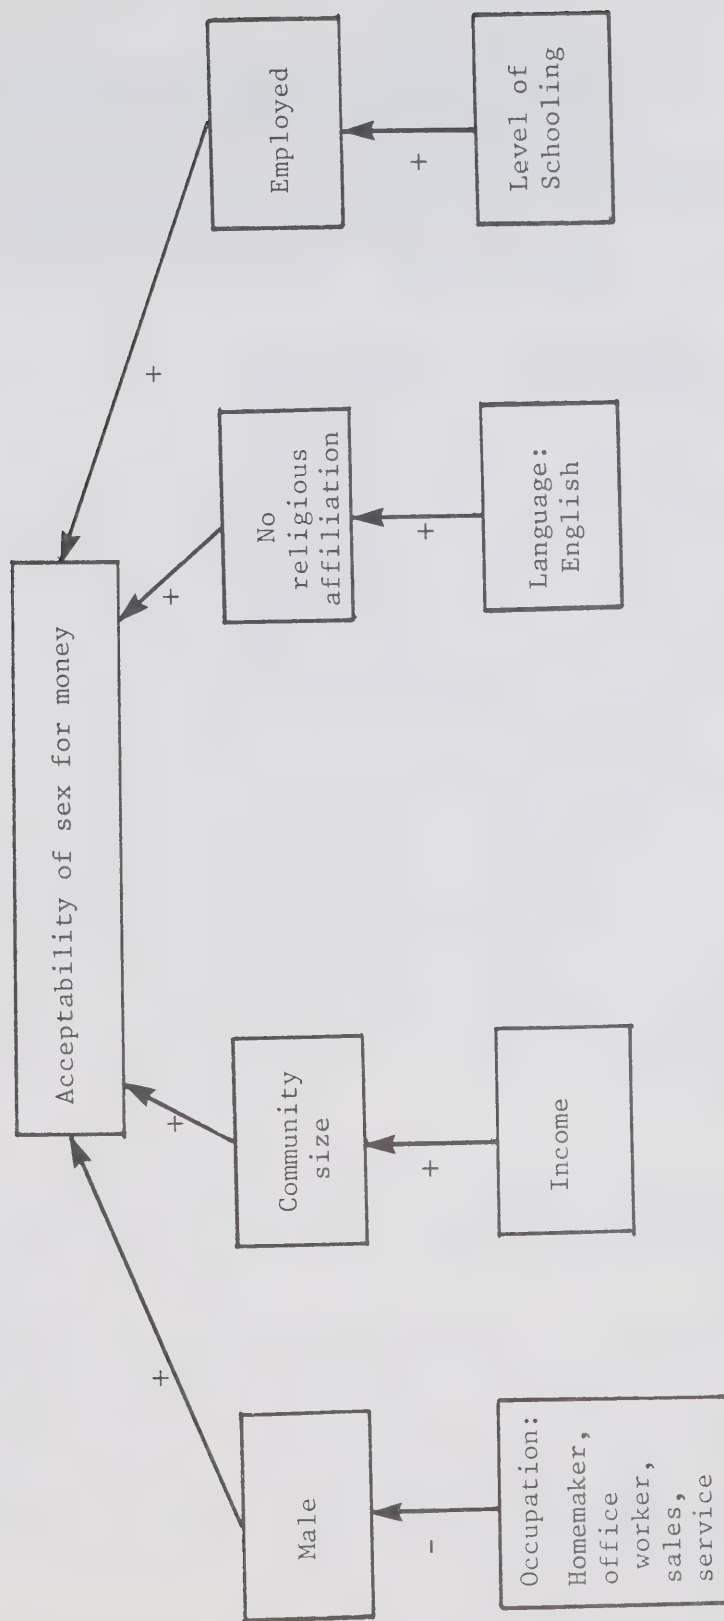 Acceptability of sex for money
+
+
+
+
Male
Community
size
No
religious
affiliation
Employed
-
+
+
+
Occupation:
Homemaker,
office
worker,
sales,
service
Income
Language:
English
Level of
Schooling